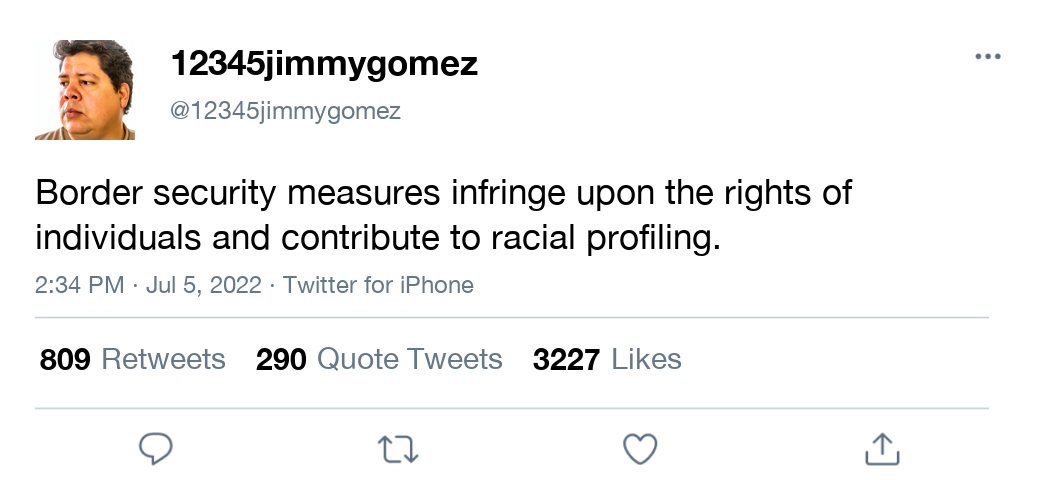 12345jimmygomez
@12345jimmygomez
Border security measures infringe upon the rights of
individuals and contribute to racial profiling.
2:34 PM · Jul 5, 2022 · Twitter for iPhone
809 Retweets 290 Quote Tweets 3227 Likes